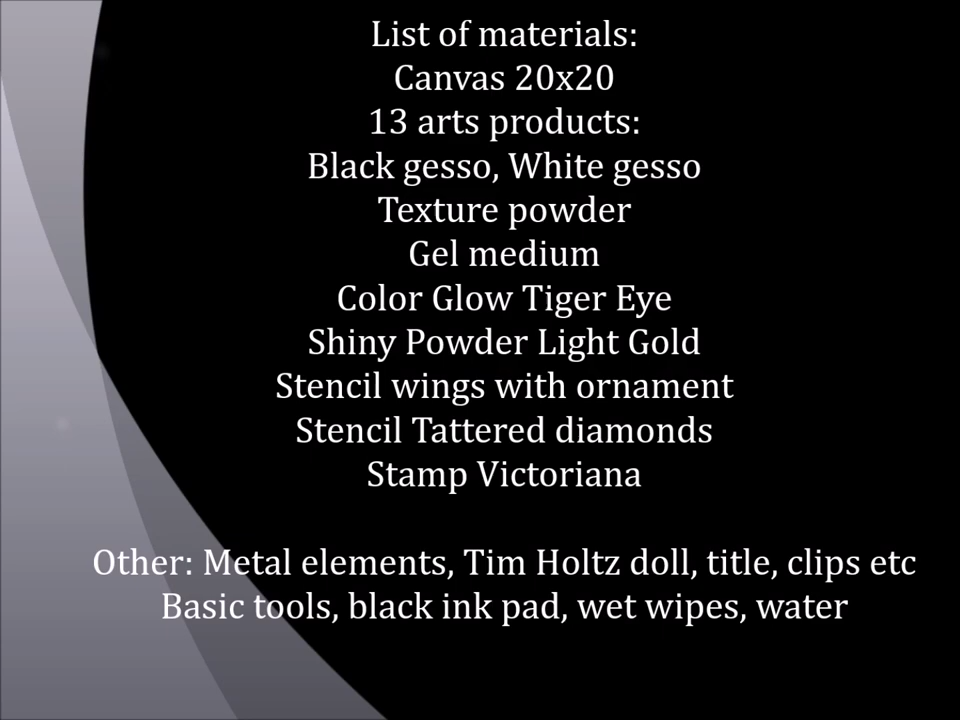 List of materials:
Canvas 20x20
13 arts products:
Black gesso, White gesso
Texture powder
Gel medium
Color Glow Tiger Eye
Shiny Powder Light Gold
Stencil wings with ornament
Stencil Tattered diamonds
Stamp Victoriana
Other: Metal elements, Tim Holtz doll, title, clips etc
Basic tools, black ink pad, wet wipes, water